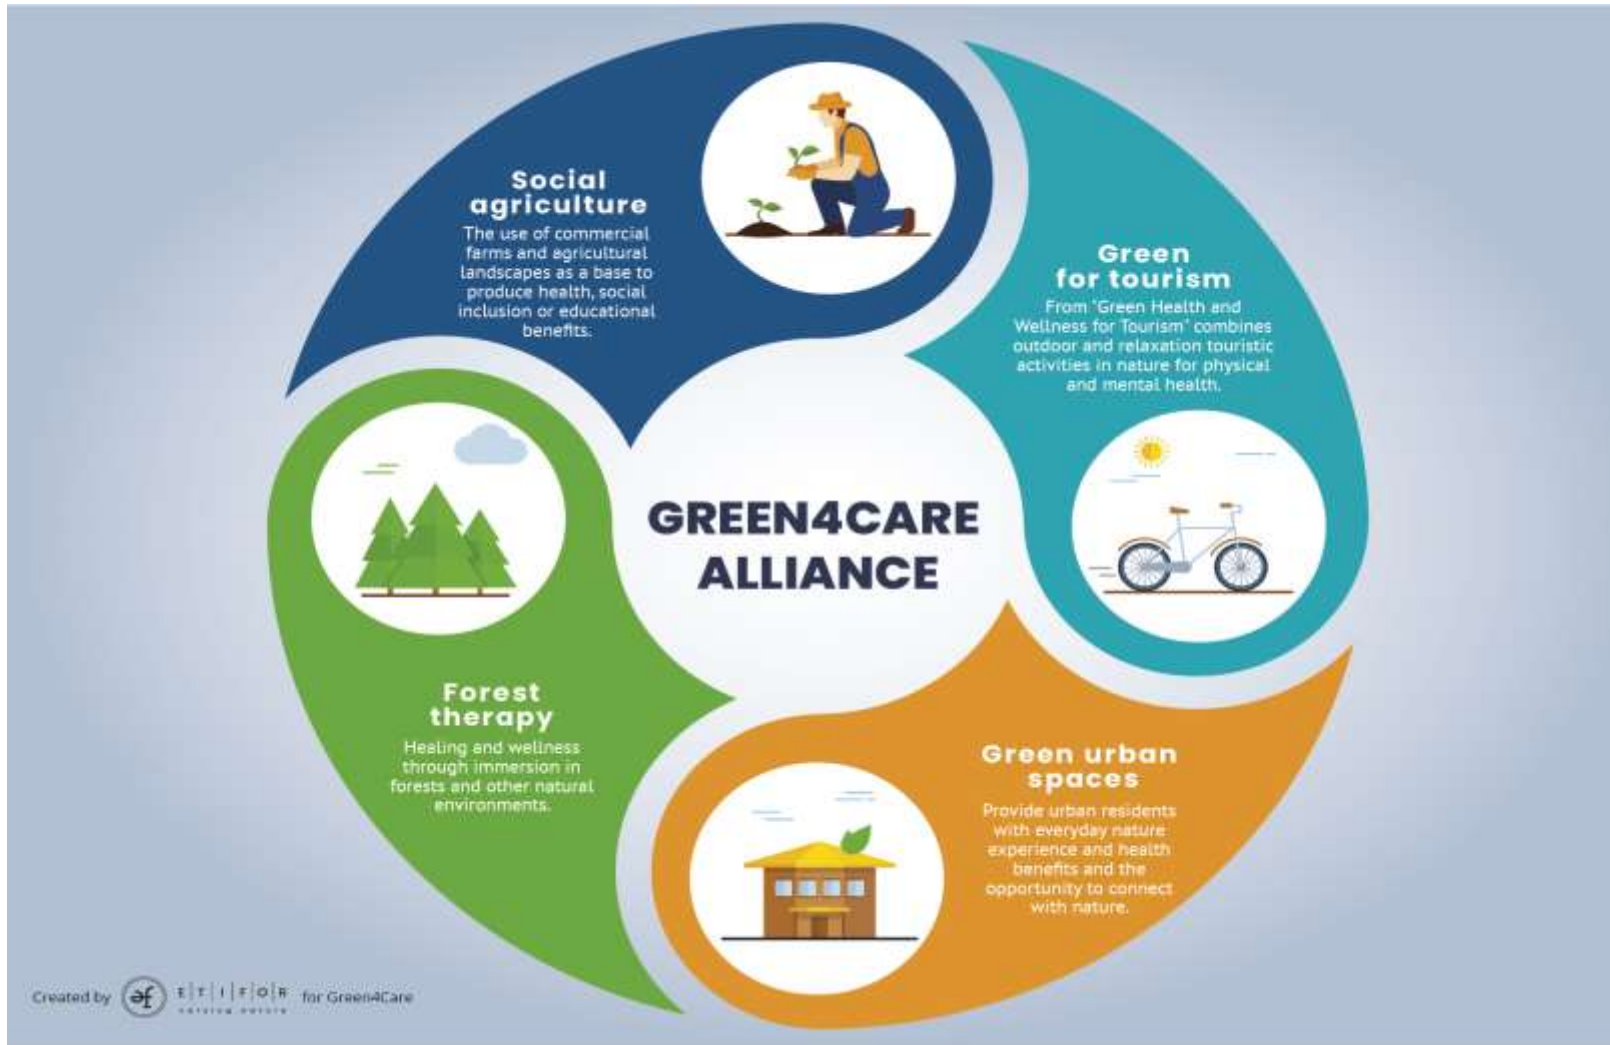 Social
agriculture
The use of commercial
farms and agricultural
landscapes as a base to
produce health, social
inclusion or educational
benefits.
Green
for tourism
From "Green Health and
Wellness for Tourism" combines
outdoor and relaxation touristic
activities in nature for physical
and mental health.
GREEN4CARE
ALLIANCE
Forest
therapy
Healing and wellness
through immersion in
forests and other natural
environments.
Green urban
spaces
Provide urban residents
with everyday nature
experience and health
benefits and the
opportunity to connect
with nature.
Created by ef E|T|I|F|O|R for Green4Care